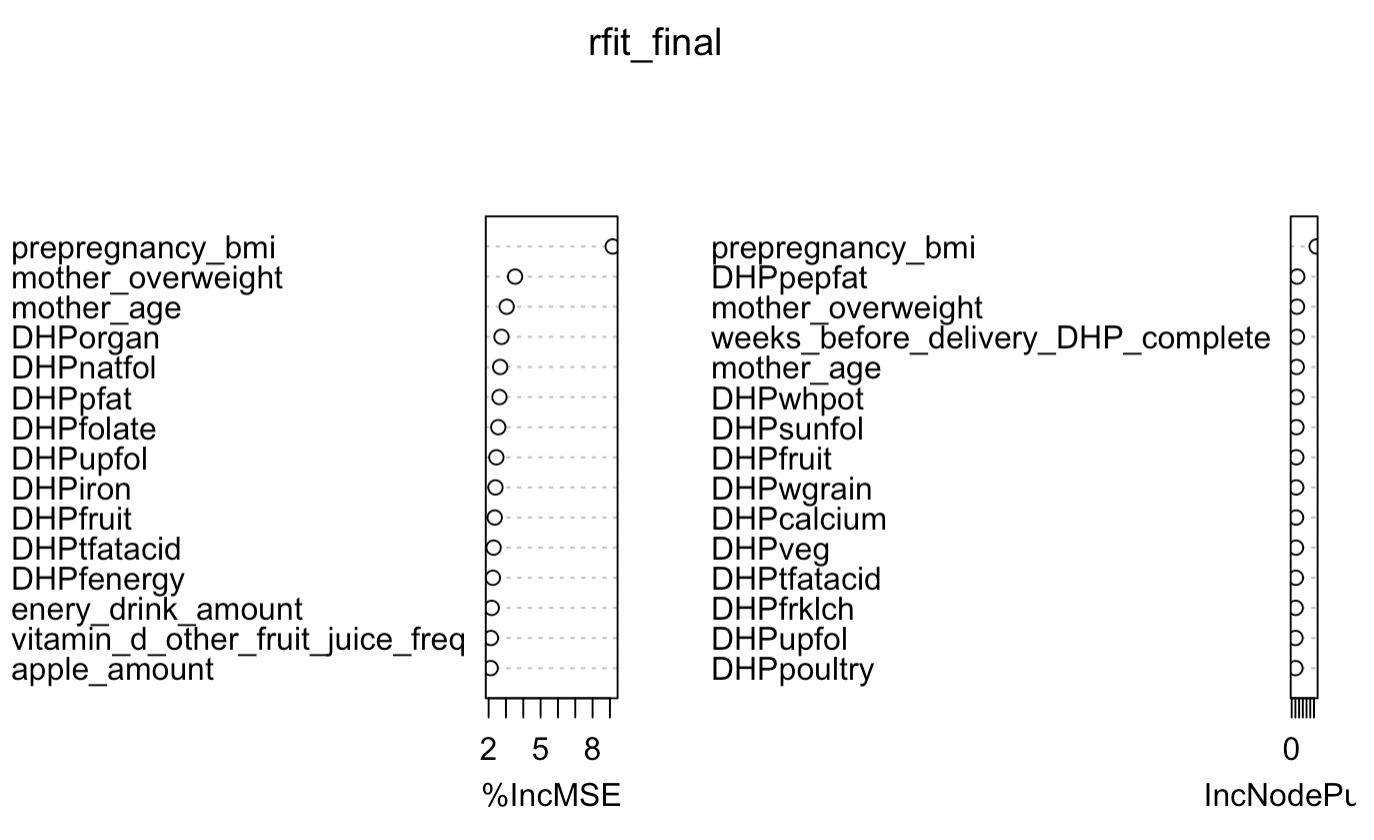 rfit_final
prepregnancy_bmi
mother_overweight
mother_age
DHPorgan
DHPnatfol
DHPpfat
DHPfolate
DHPupfol
DHPiron
DHPfruit
DHPtfatacid
DHPfenergy
enery_drink_amount
vitamin_d_other_fruit_juice_freq
apple_amount
2 5 8
%IncMSE
prepregnancy_bmi
DHPpepfat
mother_overweight
weeks_before_delivery_DHP_complete
mother_age
DHPwhpot
DHPsunfol
DHPfruit
DHPwgrain
DHPcalcium
DHPveg
DHPtfatacid
DHPfrklch
DHPupfol
DHPpoultry
0
IncNodePu